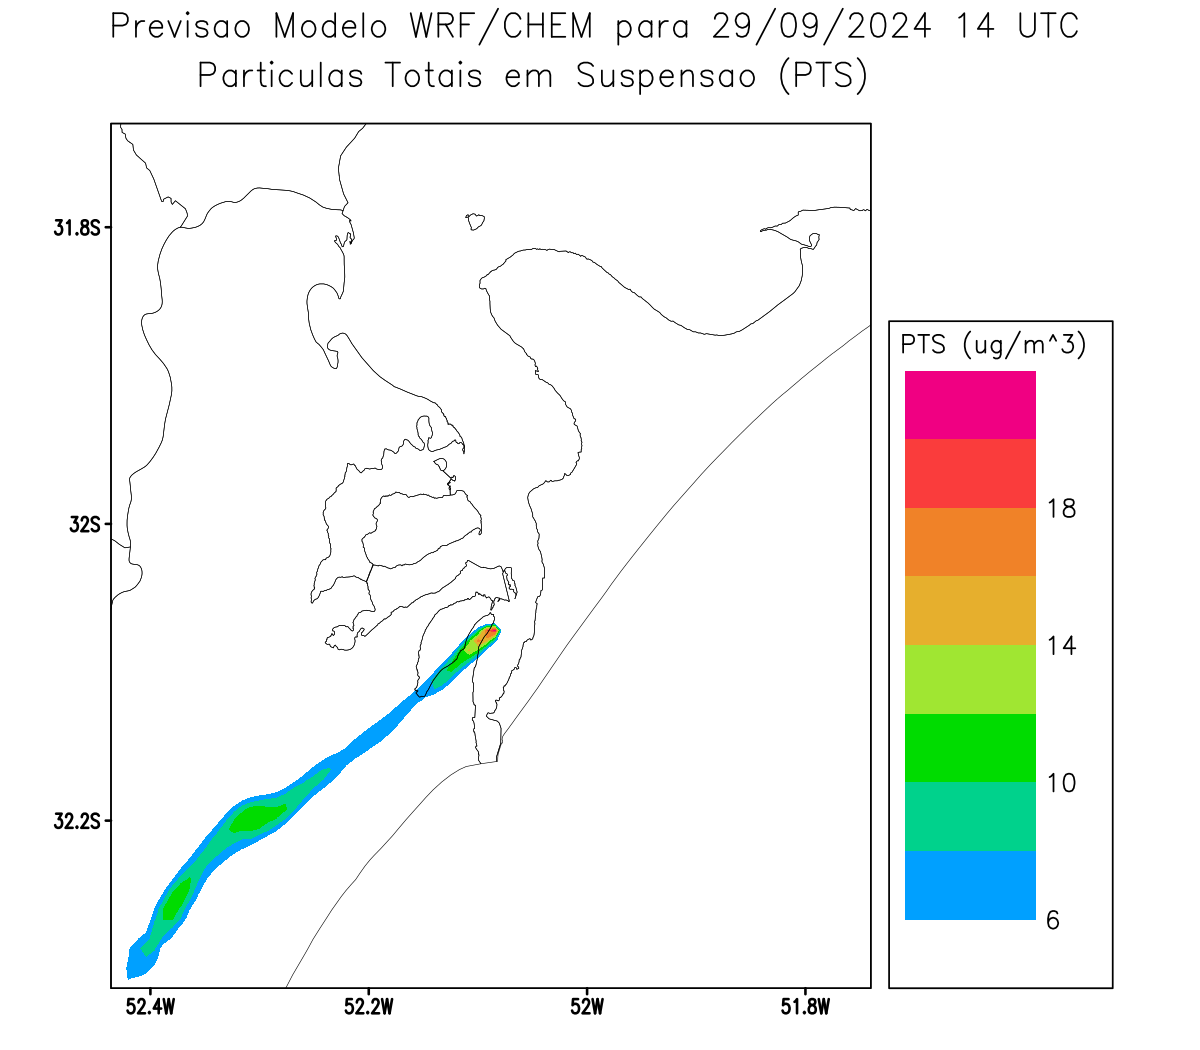 Previsao Modelo WRF/CHEM para 29/09/2024 14 UTC
Particulas Totais em Suspensao (PTS)
31.8S
32S
32.2S
52.4W
52.2W
52W
51.8W
PTS (ug/m^3)
18
14
10
6